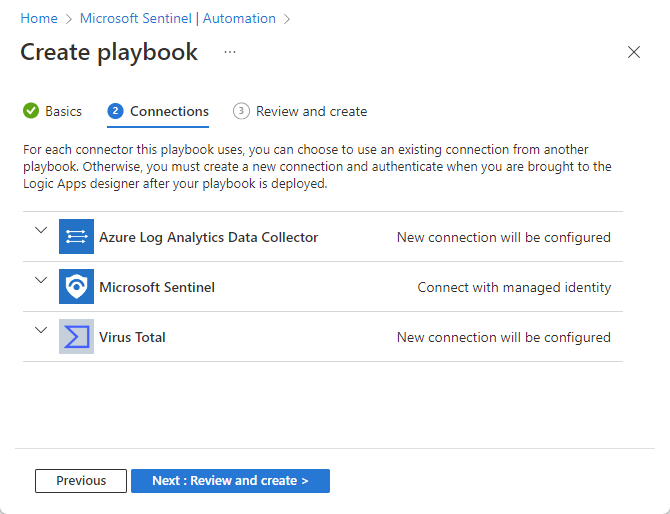 Home > Microsoft Sentinel | Automation >
Create playbook ...
Basics 2 Connections 3 Review and create
For each connector this playbook uses, you can choose to use an existing connection from another
playbook. Otherwise, you must create a new connection and authenticate when you are brought to the
Logic Apps designer after your playbook is deployed.
Azure Log Analytics Data Collector New connection will be configured
Microsoft Sentinel Connect with managed identity
Virus Total New connection will be configured
Previous Next : Review and create >